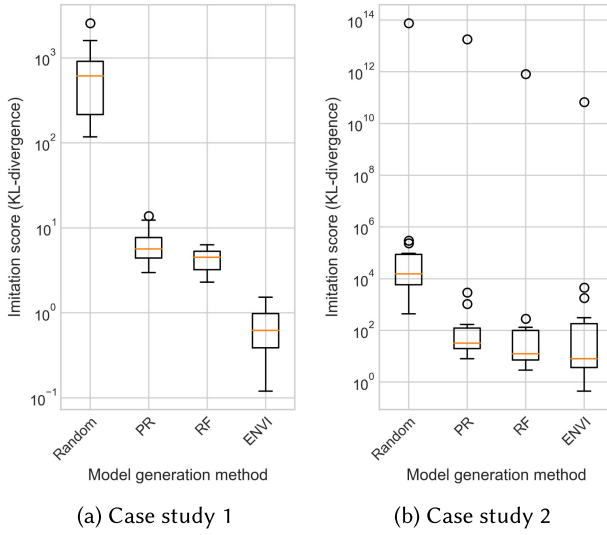 10³
10²
10¹
10⁰
10⁻¹
Imitation score (KL-divergence)
Random
PR
RF
ENVI
Model generation method
(a) Case study 1
10¹⁴
10¹²
10¹⁰
10⁸
10⁶
10⁴
10²
10⁰
Imitation score (KL-divergence)
Random
PR
RF
ENVI
Model generation method
(b) Case study 2